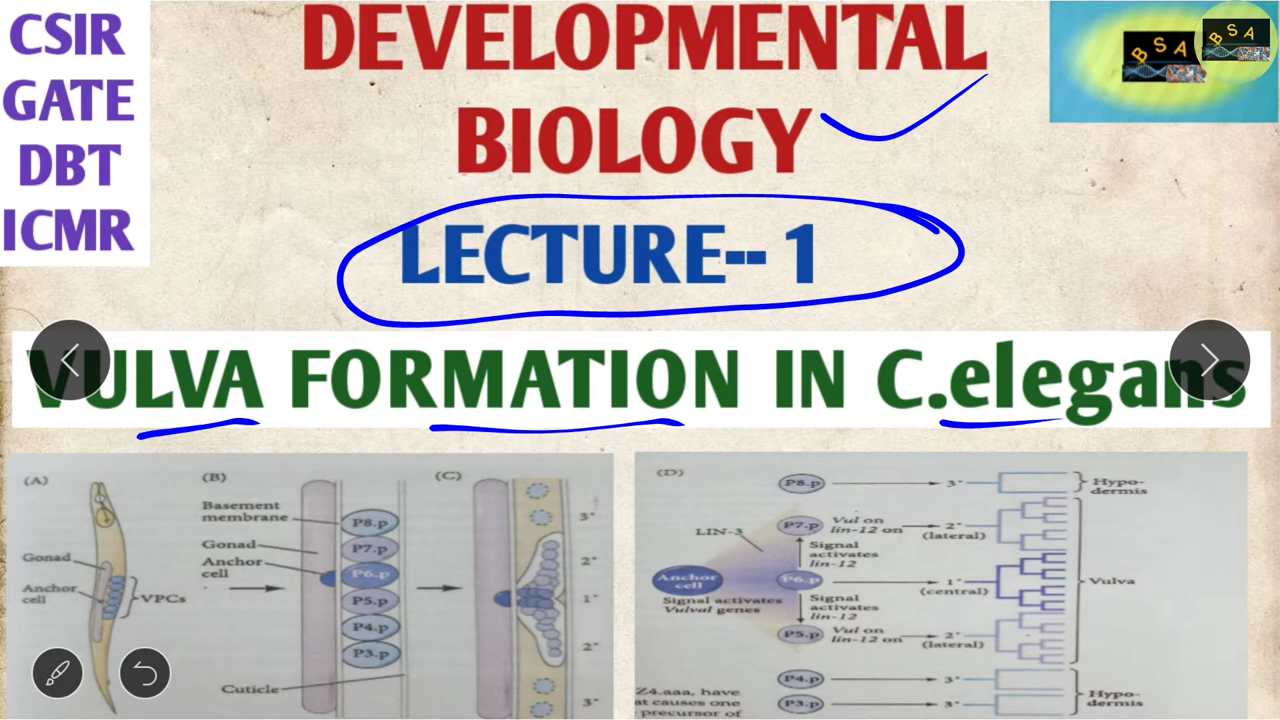 CSIR
GATE
DBT
ICMR
DEVELOPMENTAL
BIOLOGY
LECTURE-- 1
BSA
BSA
VULVA FORMATION IN C.elegans
(A)
Gonad
Anchor
cell
VPCs
(B)
Basement
membrane
Gonad
Anchor
cell
P8.p
P7.p
P6.p
P5.p
P4.p
P3.p
Cuticle
(C)
3°
2°
1°
2°
3°
(D)
P8.p
3°
Hypo-
dermis
LIN-3
P7.p
Vul on
lin-12 on
2°
(lateral)
Signal
activates
lin-12
Anchor
cell
P6.p
1°
(central)
Vulva
Signal activates
Vulval genes
Signal
activates
lin-12
P5.p
Vul on
lin-12 on
2°
(lateral)
P4.p
3°
Z4.aaa, have
at causes one
precursor of
P3.p
3°
Hypo-
dermis